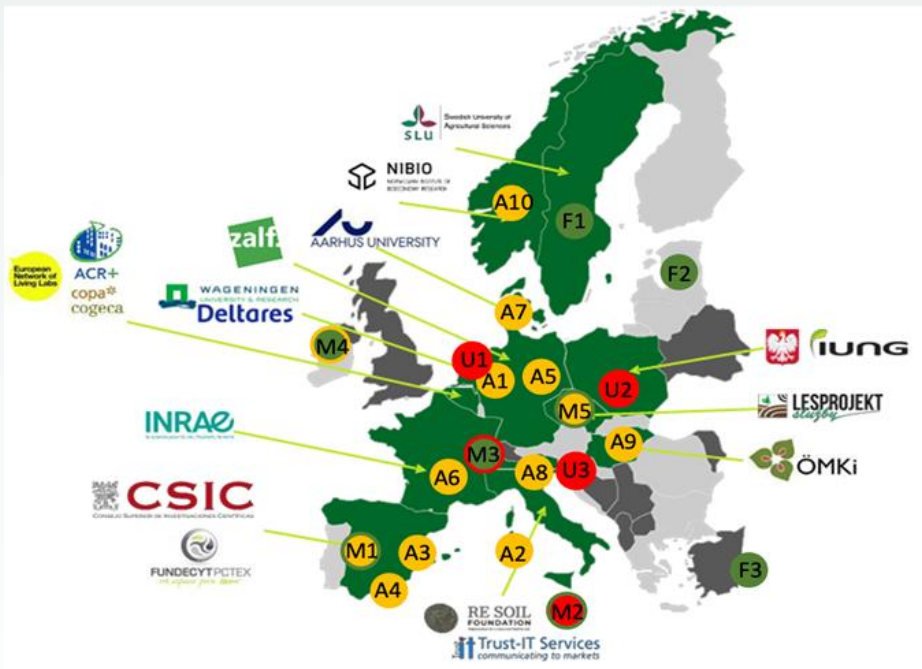 SLU
Swedish University of
Agricultural Sciences
NIBIO
NORWEGIAN INSTITUTE OF
BIOECONOMY RESEARCH
A10
F1
zalf
AARHUS UNIVERSITY
F2
European
Network of
Living Labs
ACR+
copa*
cogeca
WAGENINGEN
UNIVERSITY & RESEARCH
Deltares
A7
M4
U1
A1
A5
U2
IUNG
M5
LESPROJEKT
služby
INRAE
M3
A6
A8
U3
A9
ÖMKi
CSIC
CONSEJO SUPERIOR DE INVESTIGACIONES CIENTÍFICAS
FUNDECYTPCTEX
M1
A3
A4
A2
F3
RE SOIL
FOUNDATION
M2
Trust-IT Services
communicating to markets